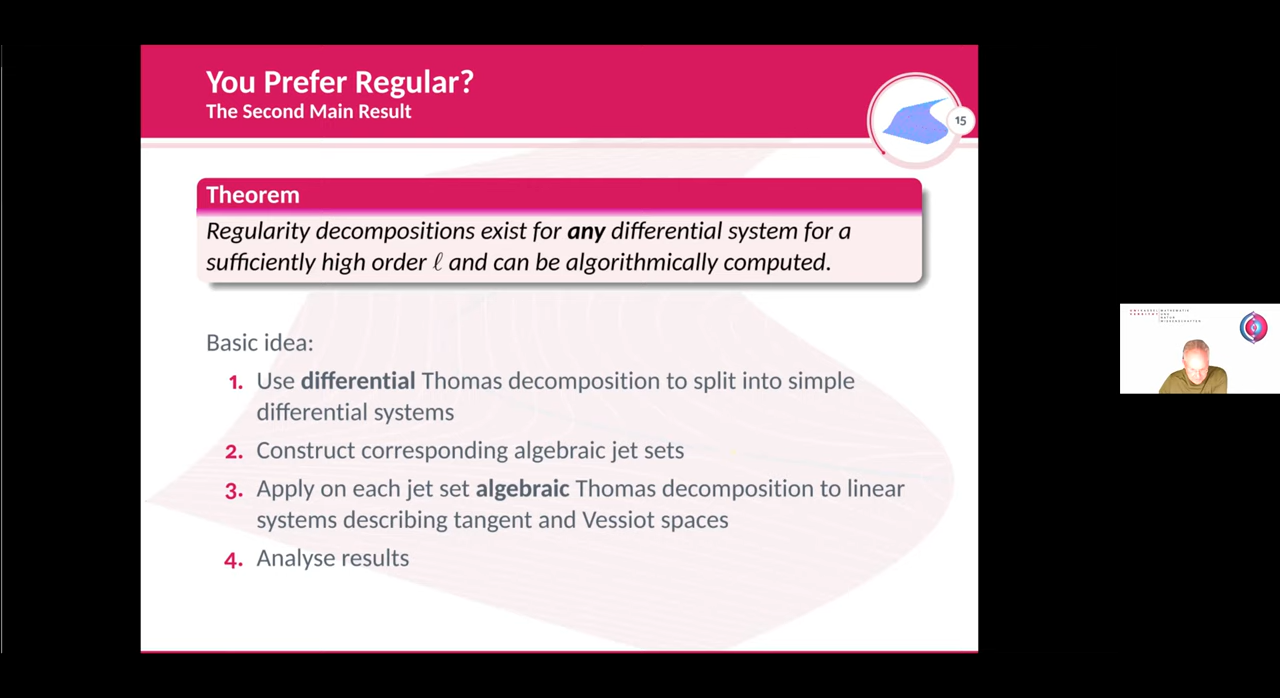 You Prefer Regular?
The Second Main Result
15
Theorem
Regularity decompositions exist for any differential system for a
sufficiently high order ℓ and can be algorithmically computed.
Basic idea:
1. Use differential Thomas decomposition to split into simple
differential systems
2. Construct corresponding algebraic jet sets
3. Apply on each jet set algebraic Thomas decomposition to linear
systems describing tangent and Vessiot spaces
4. Analyse results